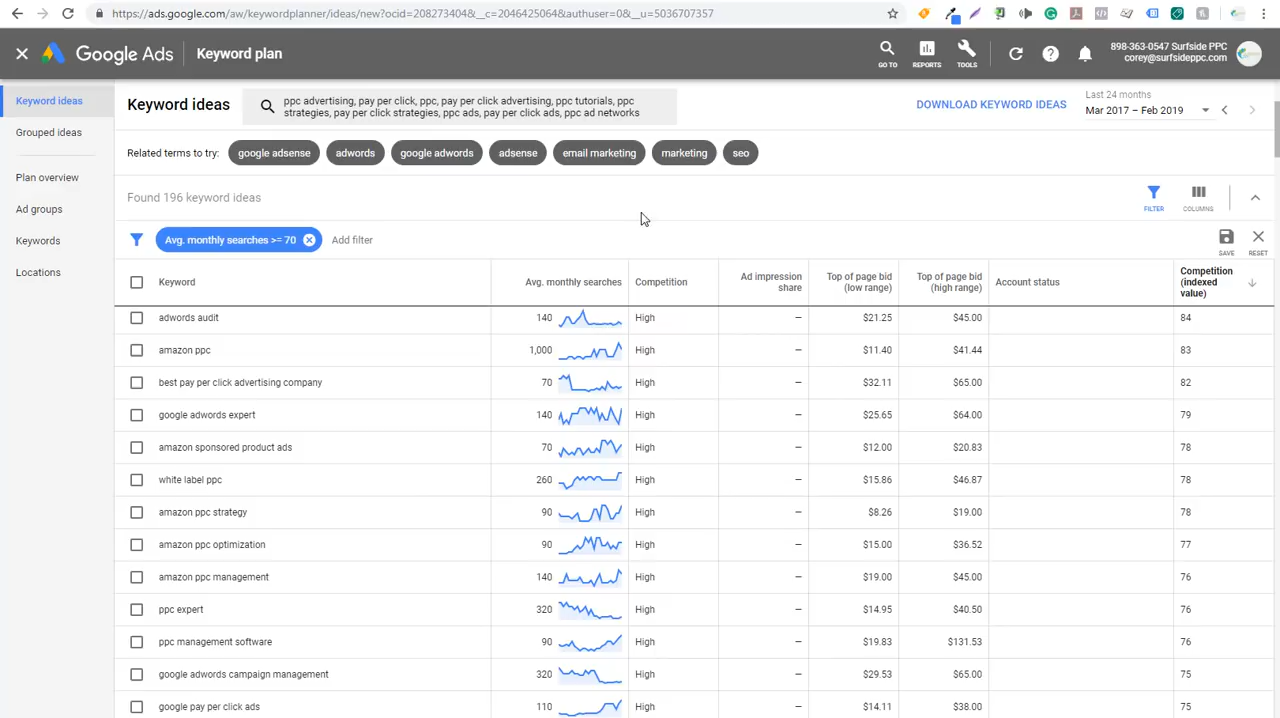 https://ads.google.com/aw/keywordplanner/ideas/new?ocid=208273404&__c=2046425064&authuser=0&__u=5036707357
Google Ads
Keyword plan
GO TO
REPORTS
TOOLS
898-363-0547 Surfside PPC
corey@surfsideppc.com
Keyword ideas
Grouped ideas
Plan overview
Ad groups
Keywords
Locations
Keyword ideas
ppc advertising, pay per click, ppc, pay per click advertising, ppc tutorials, ppc
strategies, pay per click strategies, ppc ads, pay per click ads, ppc ad networks
DOWNLOAD KEYWORD IDEAS
Last 24 months
Mar 2017 – Feb 2019
Related terms to try:
google adsense
adwords
google adwords
adsense
email marketing
marketing
seo
Found 196 keyword ideas
FILTER
COLUMNS
Avg. monthly searches >= 70
Add filter
SAVE
RESET
Keyword
Avg. monthly searches
Competition
Ad impression
share
Top of page bid
(low range)
Top of page bid
(high range)
Account status
Competition
(indexed
value)
adwords audit 140 High – $21.25 $45.00 84
amazon ppc 1,000 High – $11.40 $41.44 83
best pay per click advertising company 70 High – $32.11 $65.00 82
google adwords expert 140 High – $25.65 $64.00 79
amazon sponsored product ads 70 High – $12.00 $20.83 78
white label ppc 260 High – $15.86 $46.87 78
amazon ppc strategy 90 High – $8.26 $19.00 78
amazon ppc optimization 90 High – $15.00 $36.52 77
amazon ppc management 140 High – $19.00 $45.00 76
ppc expert 320 High – $14.95 $40.50 76
ppc management software 90 High – $19.83 $131.53 76
google adwords campaign management 320 High – $29.53 $65.00 75
google pay per click ads 110 High – $14.11 $38.00 75